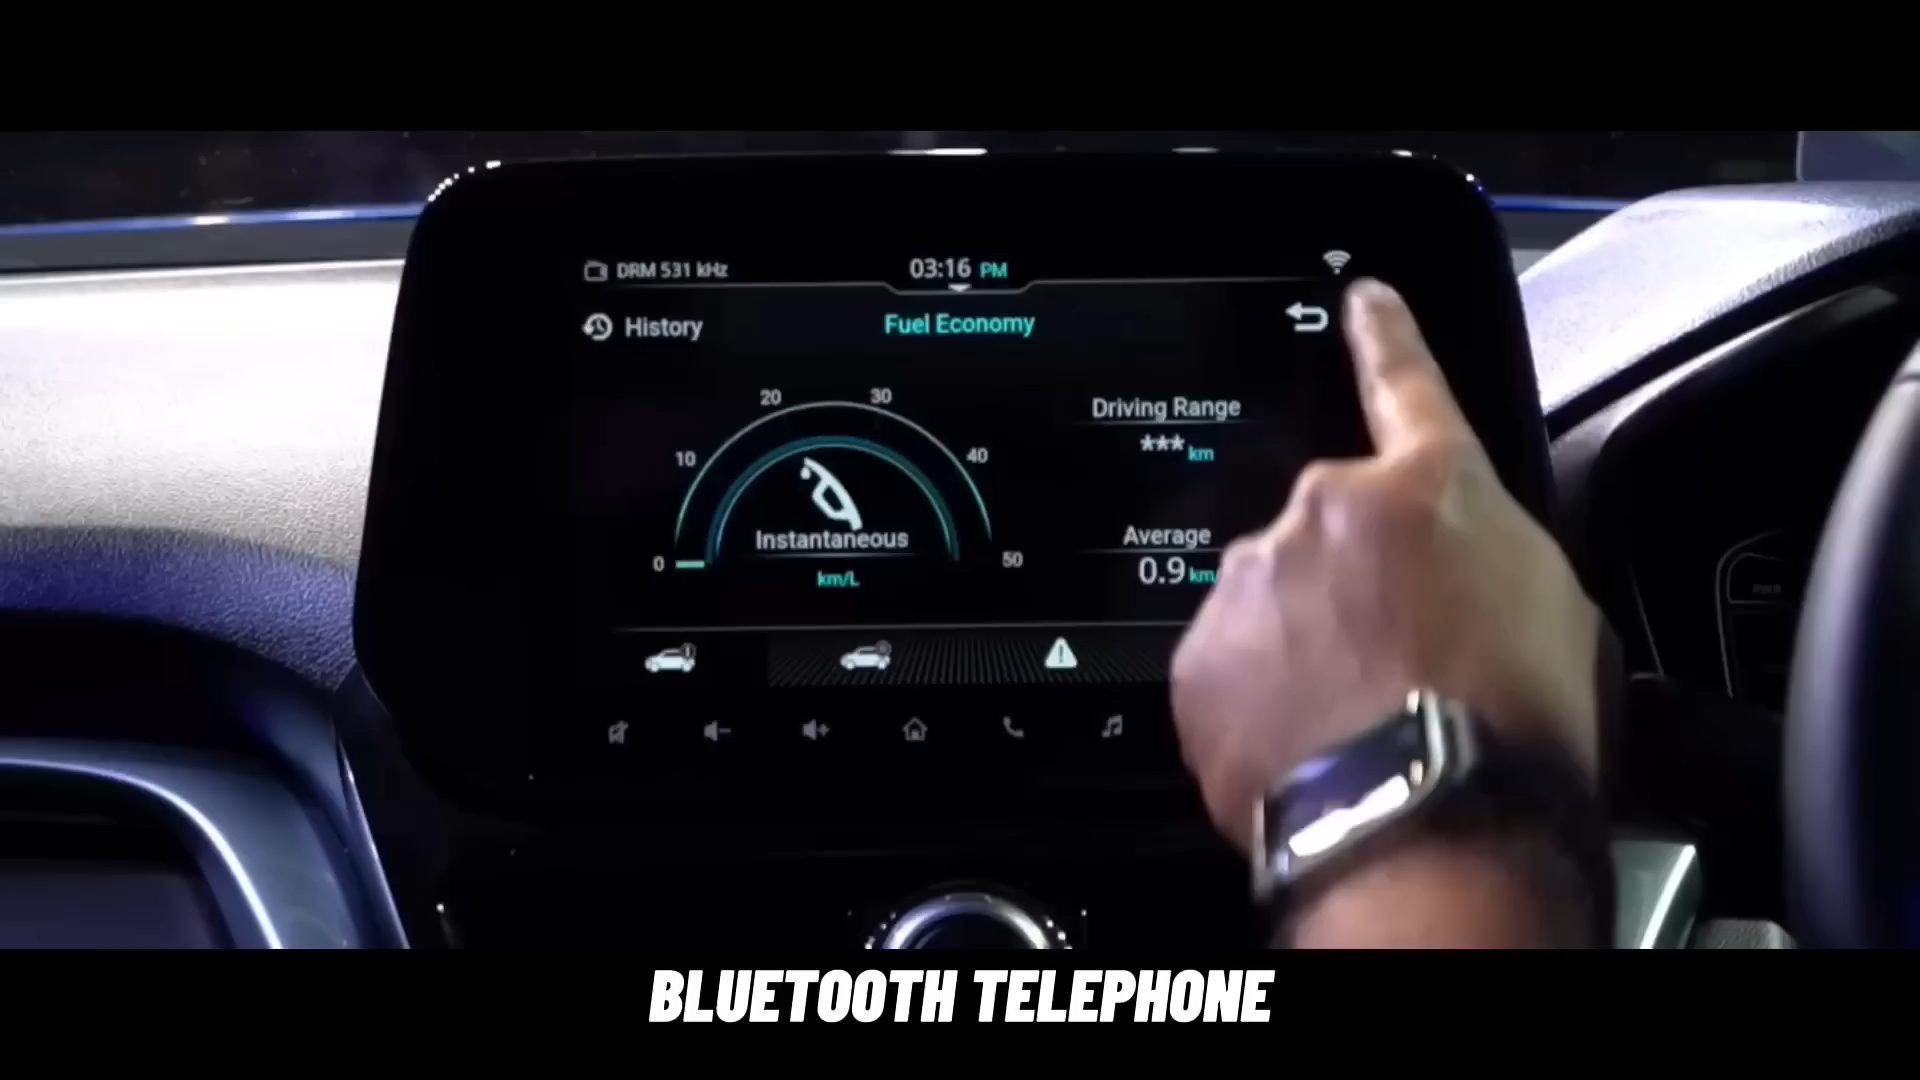 DRM 531 kHz
03:16 PM
History
Fuel Economy
20
30
10
40
0
50
Instantaneous
km/L
Driving Range
*** km
Average
0.9 km/
BLUETOOTH TELEPHONE